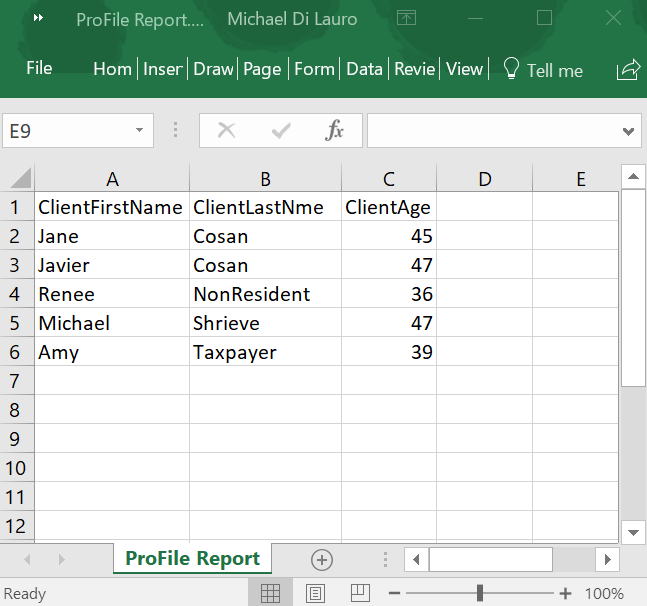 ProFile Report.... Michael Di Lauro
File Hom Inser Draw Page Form Data Revie View Tell me
E9 fx
A B C D E
1 ClientFirstName ClientLastNme ClientAge
2 Jane Cosan 45
3 Javier Cosan 47
4 Renee NonResident 36
5 Michael Shrieve 47
6 Amy Taxpayer 39
7
8
9
10
11
12
ProFile Report
Ready 100%